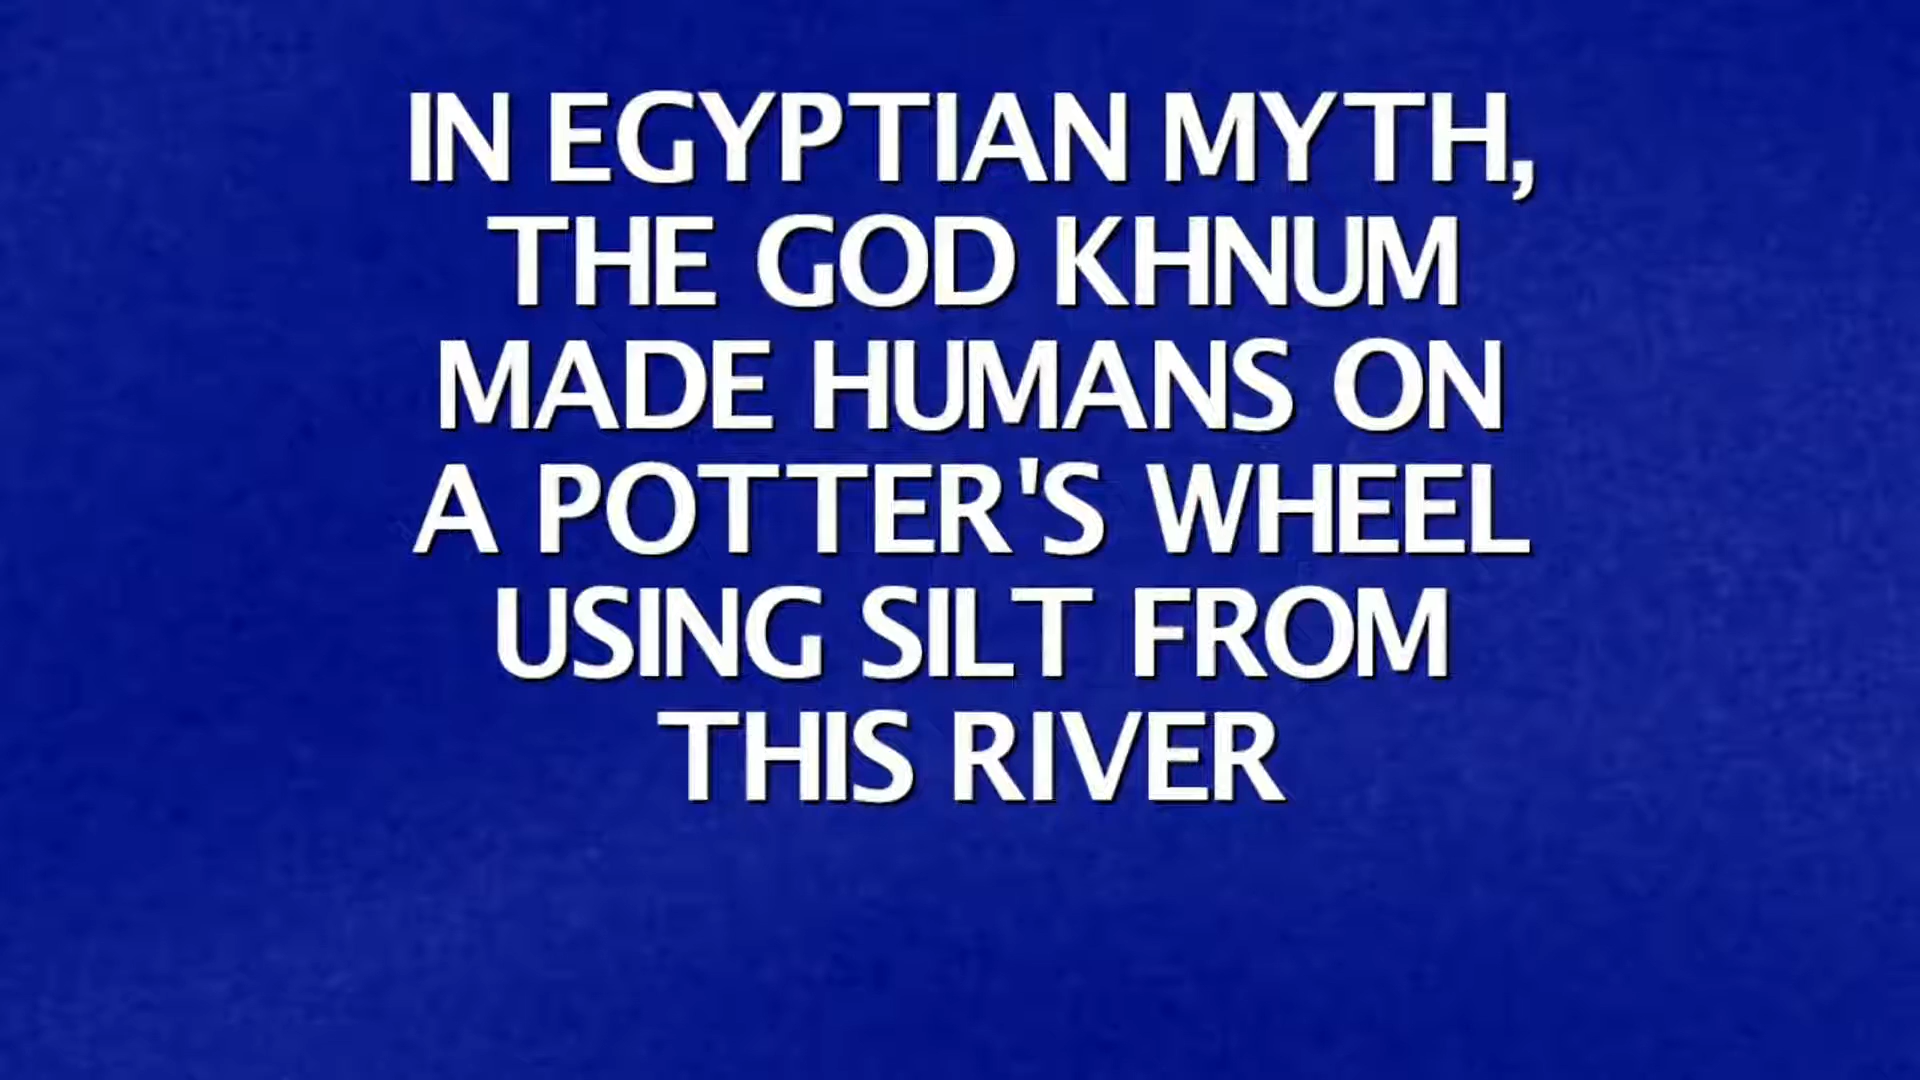 IN EGYPTIAN MYTH,
THE GOD KHNUM
MADE HUMANS ON
A POTTER'S WHEEL
USING SILT FROM
THIS RIVER